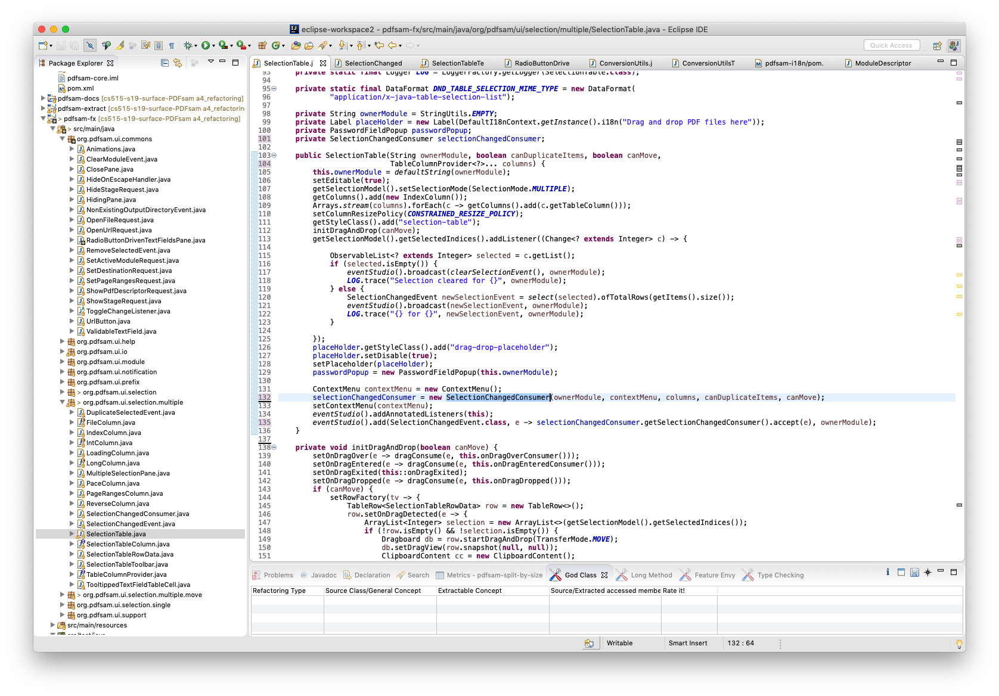 eclipse-workspace2 - pdfsam-fx/src/main/java/org/pdfsam/ui/selection/multiple/SelectionTable.java - Eclipse IDE
Quick Access
Package Explorer
pdfsam-core.iml
pom.xml
pdfsam-docs [cs515-s19-surface-PDFsam a4_refactoring]
pdfsam-extract [cs515-s19-surface-PDFsam a4_refactorin
> pdfsam-fx [cs515-s19-surface-PDFsam a4_refactoring]
> src/main/java
org.pdfsam.ui.commons
Animations.java
ClearModuleEvent.java
ClosePane.java
HideOnEscapeHandler.java
HideStageRequest.java
HidingPane.java
NonExistingOutputDirectoryEvent.java
OpenFileRequest.java
OpenUrlRequest.java
RadioButtonDrivenTextFieldsPane.java
RemoveSelectedEvent.java
SetActiveModuleRequest.java
SetDestinationRequest.java
SetPageRangesRequest.java
ShowPdfDescriptorRequest.java
ShowStageRequest.java
ToggleChangeListener.java
UrlButton.java
ValidableTextField.java
org.pdfsam.ui.help
org.pdfsam.ui.io
org.pdfsam.ui.module
org.pdfsam.ui.notification
org.pdfsam.ui.prefix
> org.pdfsam.ui.selection
> org.pdfsam.ui.selection.multiple
DuplicateSelectedEvent.java
FileColumn.java
IndexColumn.java
IntColumn.java
LoadingColumn.java
LongColumn.java
MultipleSelectionPane.java
PaceColumn.java
PageRangesColumn.java
ReverseColumn.java
SelectionChangedConsumer.java
SelectionChangedEvent.java
SelectionTable.java
SelectionTableColumn.java
SelectionTableRowData.java
SelectionTableToolbar.java
TableColumnProvider.java
TooltippedTextFieldTableCell.java
> org.pdfsam.ui.selection.multiple.move
org.pdfsam.ui.selection.single
org.pdfsam.ui.support
src/main/resources
src/test/java
SelectionTable.j SelectionChanged SelectionTableTe RadioButtonDrive ConversionUtils.j ConversionUtilsT pdfsam-i18n/pom. ModuleDescriptor
93 private static final Logger LOG = LoggerFactory.getLogger(SelectionTable.class);
94
95 private static final DataFormat DND_TABLE_SELECTION_MIME_TYPE = new DataFormat(
96 "application/x-java-table-selection-list");
97
98 private String ownerModule = StringUtils.EMPTY;
99 private Label placeHolder = new Label(DefaultI18nContext.getInstance().i18n("Drag and drop PDF files here"));
100 private PasswordFieldPopup passwordPopup;
101 private SelectionChangedConsumer selectionChangedConsumer;
102
103 public SelectionTable(String ownerModule, boolean canDuplicateItems, boolean canMove,
104 TableColumnProvider<?>... columns) {
105 this.ownerModule = defaultString(ownerModule);
106 setEditable(true);
107 getSelectionModel().setSelectionMode(SelectionMode.MULTIPLE);
108 getColumns().add(new IndexColumn());
109 Arrays.stream(columns).forEach(c -> getColumns().add(c.getTableColumn()));
110 setColumnResizePolicy(CONSTRAINED_RESIZE_POLICY);
111 getStyleClass().add("selection-table");
112 initDragAndDrop(canMove);
113 getSelectionModel().getSelectedIndices().addListener((Change<? extends Integer> c) -> {
114
115 ObservableList<? extends Integer> selected = c.getList();
116 if (selected.isEmpty()) {
117 eventStudio().broadcast(clearSelectionEvent(), ownerModule);
118 LOG.trace("Selection cleared for {}", ownerModule);
119 } else {
120 SelectionChangedEvent newSelectionEvent = select(selected).ofTotalRows(getItems().size());
121 eventStudio().broadcast(newSelectionEvent, ownerModule);
122 LOG.trace("{} for {}", newSelectionEvent, ownerModule);
123 }
124
125 });
126 placeHolder.getStyleClass().add("drag-drop-placeholder");
127 placeHolder.setDisable(true);
128 setPlaceholder(placeHolder);
129 passwordPopup = new PasswordFieldPopup(this.ownerModule);
130
131 ContextMenu contextMenu = new ContextMenu();
132 selectionChangedConsumer = new SelectionChangedConsumer(ownerModule, contextMenu, columns, canDuplicateItems, canMove);
133 setContextMenu(contextMenu);
134 eventStudio().addAnnotatedListeners(this);
135 eventStudio().add(SelectionChangedEvent.class, e -> selectionChangedConsumer.getSelectionChangedConsumer().accept(e), ownerModule);
136 }
137
138 private void initDragAndDrop(boolean canMove) {
139 setOnDragOver(e -> dragConsume(e, this.onDragOverConsumer()));
140 setOnDragEntered(e -> dragConsume(e, this.onDragEnteredConsumer()));
141 setOnDragExited(this::onDragExited);
142 setOnDragDropped(e -> dragConsume(e, this.onDragDropped()));
143 if (canMove) {
144 setRowFactory(tv -> {
145 TableRow<SelectionTableRowData> row = new TableRow<>();
146 row.setOnDragDetected(e -> {
147 ArrayList<Integer> selection = new ArrayList<>(getSelectionModel().getSelectedIndices());
148 if (!row.isEmpty() && !selection.isEmpty()) {
149 Dragboard db = row.startDragAndDrop(TransferMode.MOVE);
150 db.setDragView(row.snapshot(null, null));
151 ClipboardContent cc = new ClipboardContent();
Problems @ Javadoc Declaration Search Metrics - pdfsam-split-by-size God Class Long Method Feature Envy Type Checking
Refactoring Type Source Class/General Concept Extractable Concept Source/Extracted accessed membe Rate it!
Writable Smart Insert 132 : 64